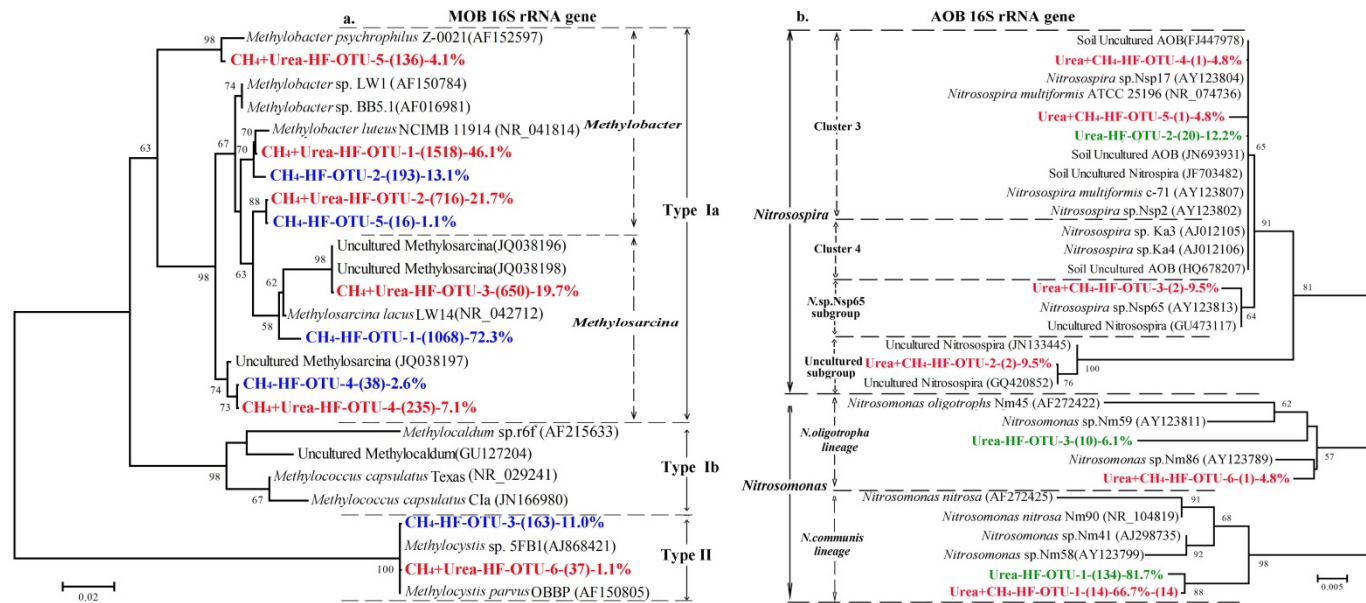 a. MOB 16S rRNA gene
98
Methylobacter psychrophilus Z-0021(AF152597)
CH4+Urea-HF-OTU-5-(136)-4.1%
74
Methylobacter sp. LW1 (AF150784)
Methylobacter sp. BB5.1(AF016981)
70
Methylobacter luteus NCIMB 11914 (NR_041814)
Methylobacter
63
67
70
CH4+Urea-HF-OTU-1-(1518)-46.1%
CH4-HF-OTU-2-(193)-13.1%
88
CH4+Urea-HF-OTU-2-(716)-21.7%
Type Ia
CH4-HF-OTU-5-(16)-1.1%
Uncultured Methylosarcina(JQ038196)
98
Uncultured Methylosarcina(JQ038198)
98
63
62
CH4+Urea-HF-OTU-3-(650)-19.7%
Methylosarcina lacus LW14 (NR_042712)
Methylosarcina
58
CH4-HF-OTU-1-(1068)-72.3%
Uncultured Methylosarcina (JQ038197)
74
CH4-HF-OTU-4-(38)-2.6%
73
CH4+Urea-HF-OTU-4-(235)-7.1%
Methylocaldum sp.r6f (AF215633)
Uncultured Methylocaldum(GU127204)
Type Ib
98
Methylococcus capsulatus Texas (NR_029241)
67
Methylococcus capsulatus CIa (JN166980)
CH4-HF-OTU-3-(163)-11.0%
Methylocystis sp. 5FB1(AJ868421)
Type II
100
CH4+Urea-HF-OTU-6-(37)-1.1%
Methylocystis parvus OBBP (AF150805)
0.02
b. AOB 16S rRNA gene
Soil Uncultured AOB(FJ447978)
Urea+CH4-HF-OTU-4-(1)-4.8%
Nitrosospira sp.Nsp17 (AY123804)
Nitrosospira multiformis ATCC 25196 (NR_074736)
Urea+CH4-HF-OTU-5-(1)-4.8%
Cluster 3
Urea-HF-OTU-2-(20)-12.2%
65
Soil Uncultured AOB (JN693931)
Soil Uncultured Nitrospira (JF703482)
Nitrosospira multiformis c-71 (AY123807)
Nitrosospira
Nitrosospira sp.Nsp2 (AY123802)
91
Nitrosospira sp. Ka3 (AJ012105)
Cluster 4
Nitrosospira sp.Ka4 (AJ012106)
Soil Uncultured AOB (HQ678207)
N.sp.Nsp65
subgroup
Urea+CH4-HF-OTU-3-(2)-9.5%
81
Nitrosospira sp.Nsp65 (AY123813)
64
Uncultured Nitrosospira (GU473117)
Uncultured
subgroup
Uncultured Nitrosospira (JN133445)
Urea+CH4-HF-OTU-2-(2)-9.5%
100
Uncultured Nitrosospira (GQ420852)
76
Nitrosomonas oligotrophs Nm45 (AF272422)
62
Nitrosomonas sp.Nm59 (AY123811)
N.oligotropha
lineage
Urea-HF-OTU-3-(10)-6.1%
57
Nitrosomonas sp.Nm86 (AY123789)
Nitrosomonas
Urea+CH4-HF-OTU-6-(1)-4.8%
Nitrosomonas nitrosa (AF272425)
91
Nitrosomonas nitrosa Nm90 (NR_104819)
68
N.communis
lineage
Nitrosomonas sp.Nm41 (AJ298735)
Nitrosomonas sp.Nm58(AY123799)
92
98
Urea-HF-OTU-1-(134)-81.7%
Urea+CH4-HF-OTU-1-(14)-66.7%-(14)
88
0.005